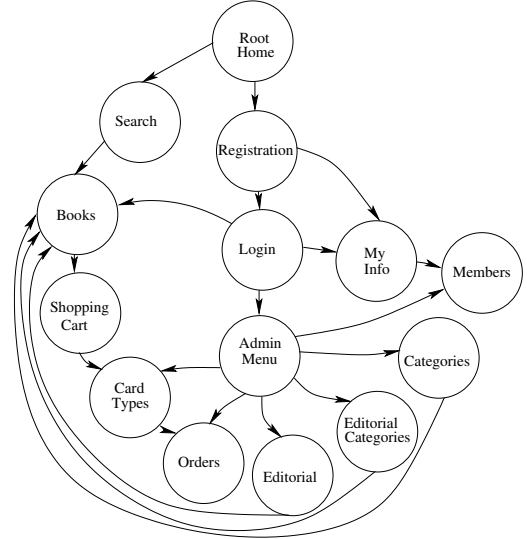 Root
Home
Search
Registration
Books
Login
My
Info
Members
Shopping
Cart
Admin
Menu
Categories
Card
Types
Editorial
Categories
Orders
Editorial